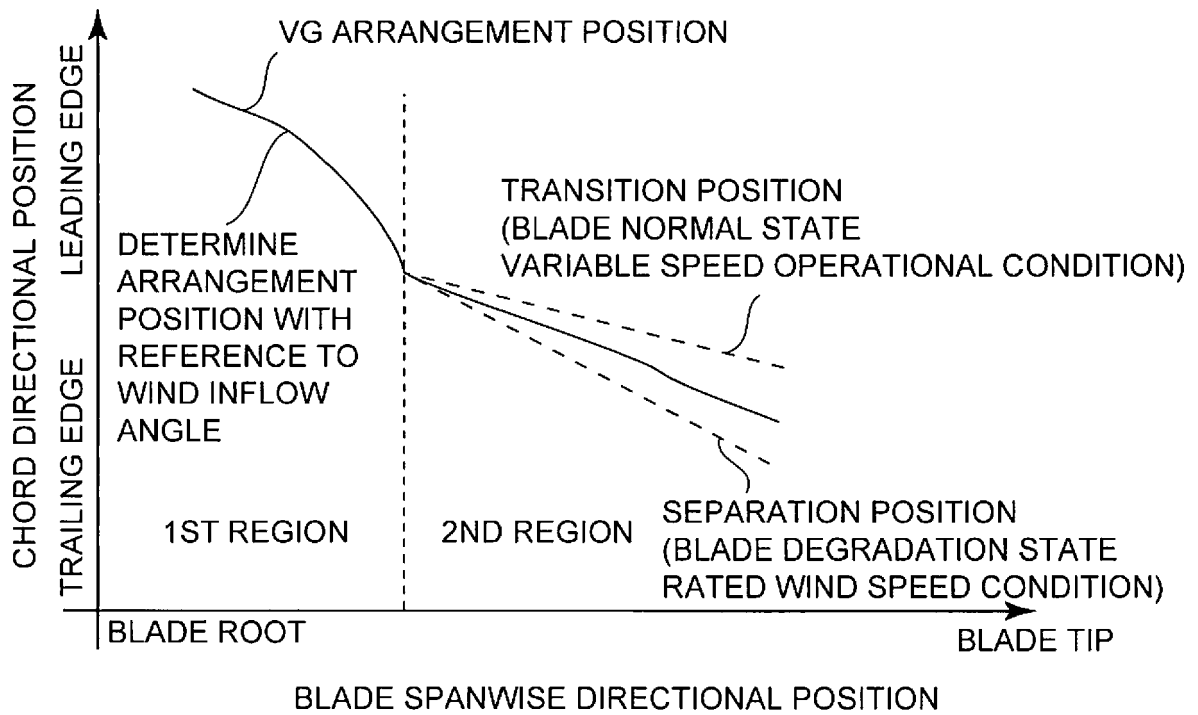 VG ARRANGEMENT POSITION
CHORD DIRECTIONAL POSITION
LEADING EDGE
TRAILING EDGE
DETERMINE
ARRANGEMENT
POSITION WITH
REFERENCE TO
WIND INFLOW
ANGLE
TRANSITION POSITION
(BLADE NORMAL STATE
VARIABLE SPEED OPERATIONAL CONDITION)
1ST REGION
2ND REGION
SEPARATION POSITION
(BLADE DEGRADATION STATE
RATED WIND SPEED CONDITION)
BLADE ROOT
BLADE TIP
BLADE SPANWISE DIRECTIONAL POSITION